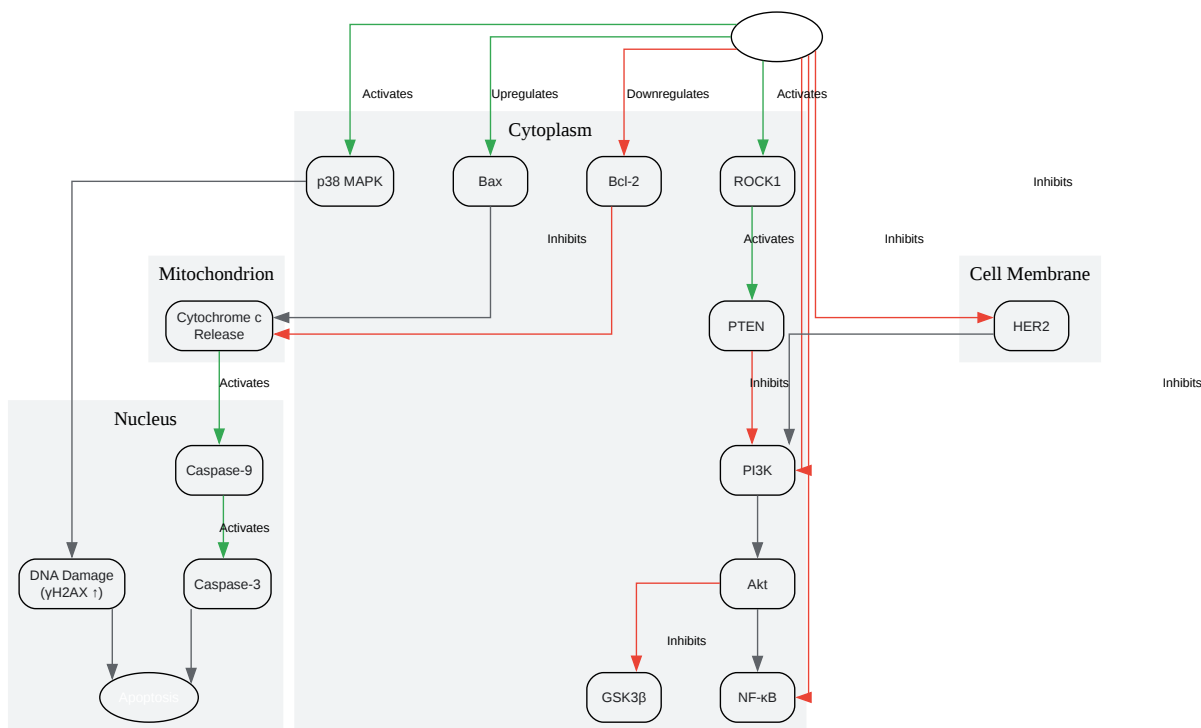 Activates
Upregulates
Downregulates
Activates
Cytoplasm
p38 MAPK
Bax
Bcl-2
ROCK1
Inhibits
Inhibits
Activates
Inhibits
Mitochondrion
Cell Membrane
Cytochrome c
Release
PTEN
HER2
Activates
Inhibits
Inhibits
Nucleus
Caspase-9
PI3K
Activates
DNA Damage
(γH2AX ↑)
Caspase-3
Akt
Inhibits
Apoptosis
GSK3β
NF-κB